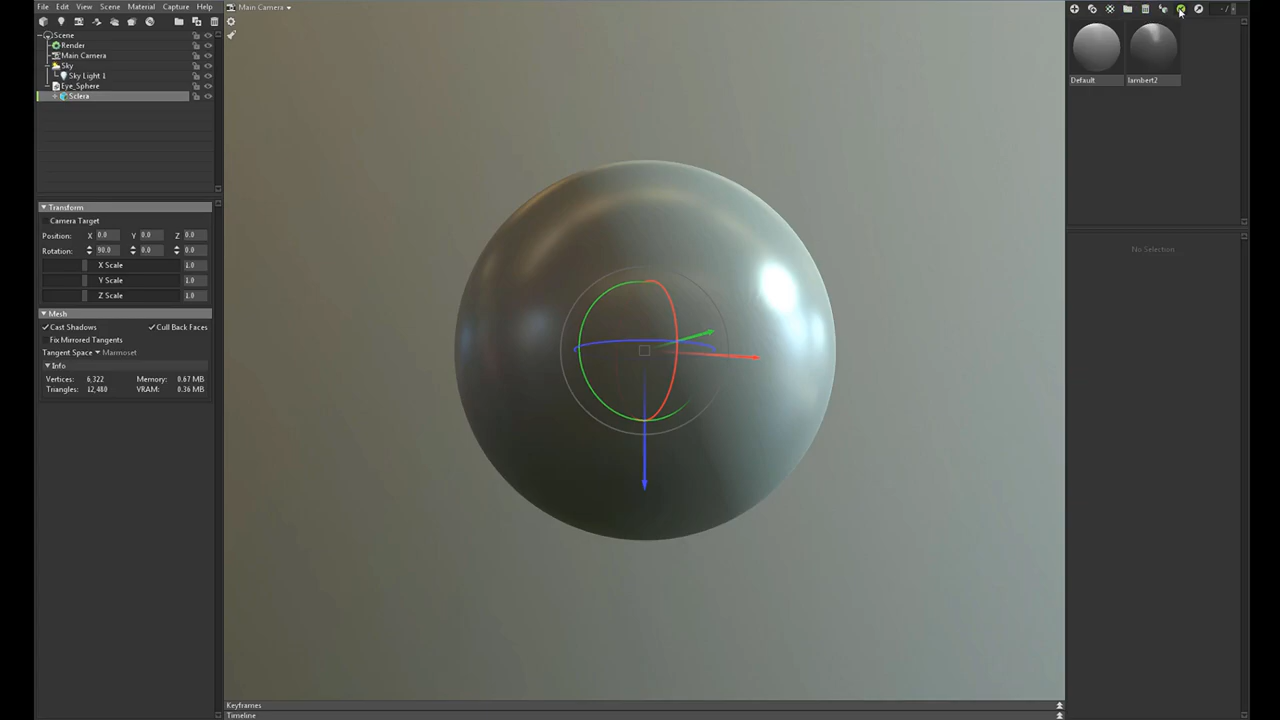 File Edit View Scene Material Capture Help
Main Camera
- /
Scene
Render
Main Camera
Sky
Sky Light 1
Eye_Sphere
Sclera
Default
lambert2
Transform
Camera Target
Position: X 0.0 Y 0.0 Z 0.0
Rotation: 90.0 0.0 0.0
X Scale 1.0
Y Scale 1.0
Z Scale 1.0
Mesh
Cast Shadows Cull Back Faces
Fix Mirrored Tangents
Tangent Space Marmoset
Info
Vertices: 6,322 Memory: 0.67 MB
Triangles: 12,480 VRAM: 0.36 MB
No Selection
Keyframes
Timeline